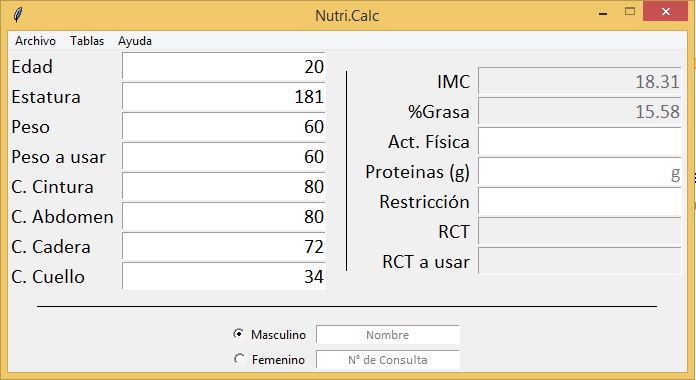 Nutri.Calc
Archivo Tablas Ayuda
Edad 20
Estatura 181
Peso 60
Peso a usar 60
C. Cintura 80
C. Abdomen 80
C. Cadera 72
C. Cuello 34
IMC 18.31
%Grasa 15.58
Act. Física
Proteinas (g) g
Restricción
RCT
RCT a usar
Masculino Nombre
Femenino N° de Consulta